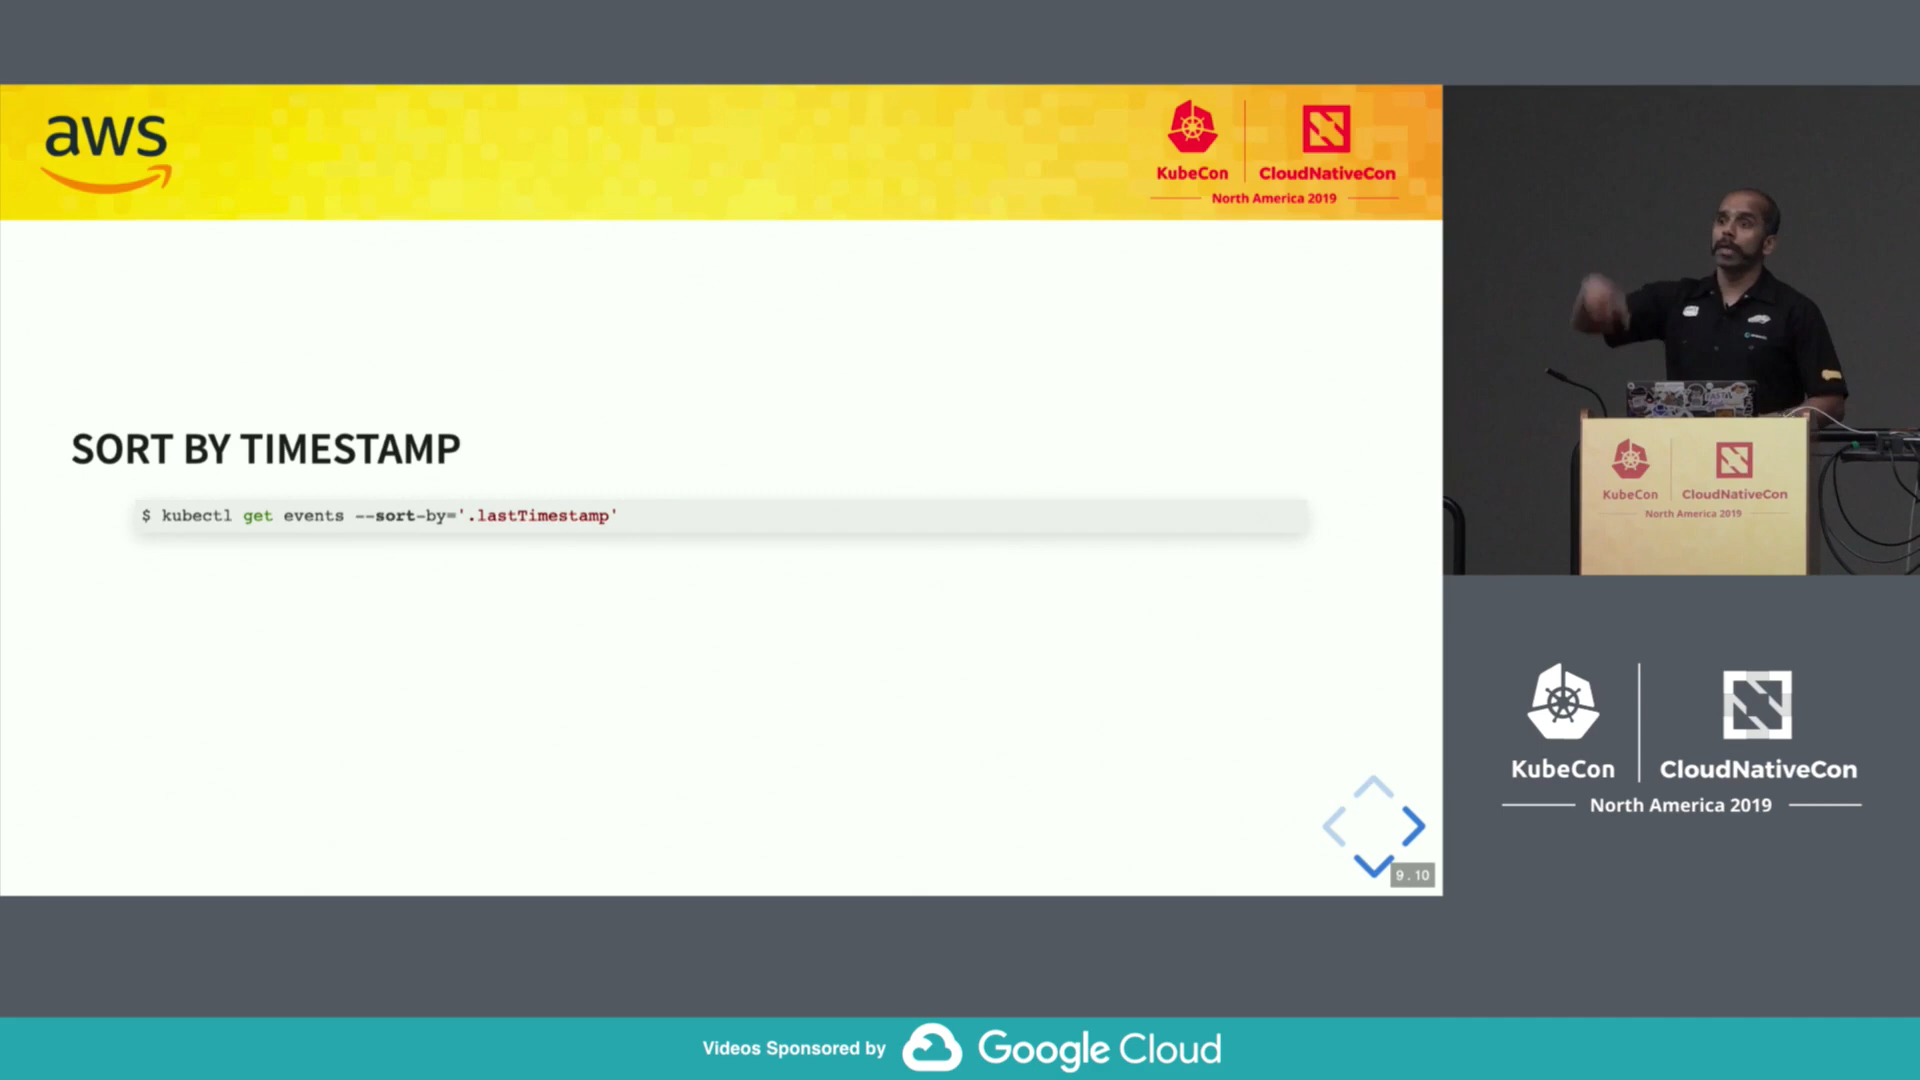 aws
KubeCon
CloudNativeCon
North America 2019
SORT BY TIMESTAMP
$ kubectl get events --sort-by='.lastTimestamp'
9.10
KubeCon
CloudNativeCon
North America 2019
KubeCon
CloudNativeCon
North America 2019
Videos Sponsored by Google Cloud